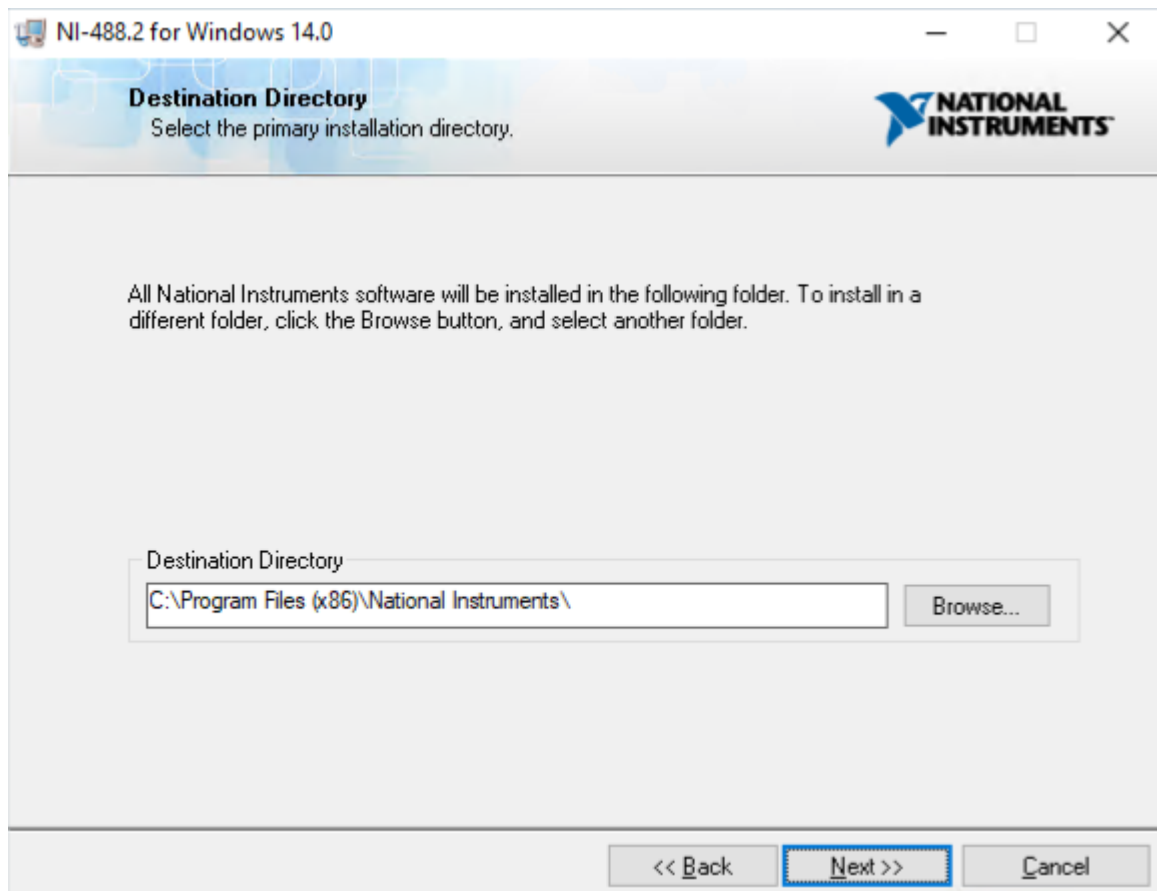 NI-488.2 for Windows 14.0
Destination Directory
Select the primary installation directory.
NATIONAL
INSTRUMENTS™
All National Instruments software will be installed in the following folder. To install in a
different folder, click the Browse button, and select another folder.
Destination Directory
C:\Program Files (x86)\National Instruments\
Browse...
<< Back
Next >>
Cancel